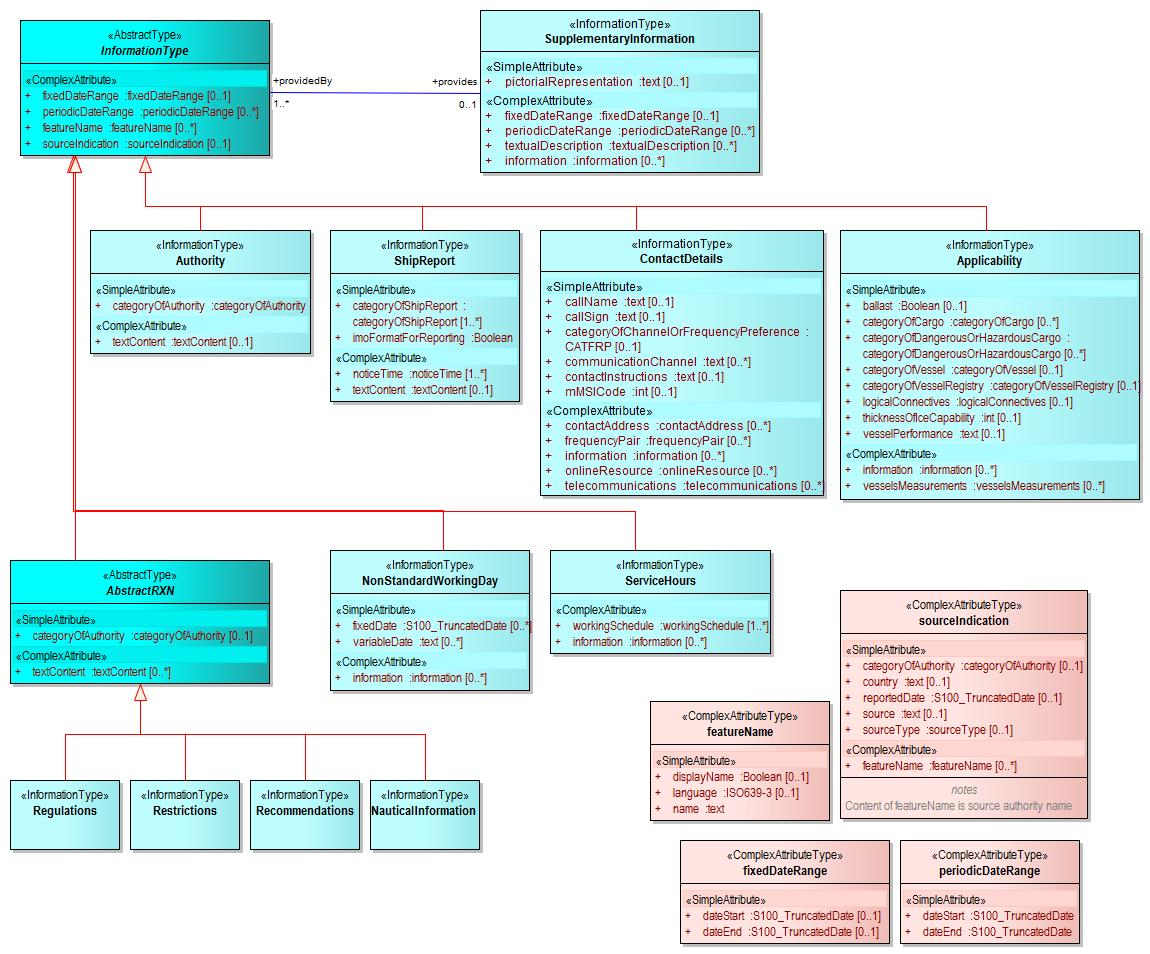 «AbstractType»
InformationType
«ComplexAttribute»
+ fixedDateRange :fixedDateRange [0..1]
+ periodicDateRange :periodicDateRange [0..*]
+ featureName :featureName [0..*]
+ sourceIndication :sourceIndication [0..1]
+providedBy
1..*
+provides
0..1
«InformationType»
SupplementaryInformation
«SimpleAttribute»
+ pictorialRepresentation :text [0..1]
«ComplexAttribute»
+ fixedDateRange :fixedDateRange [0..1]
+ periodicDateRange :periodicDateRange [0..*]
+ textualDescription :textualDescription [0..*]
+ information :information [0..*]
«InformationType»
Authority
«SimpleAttribute»
+ categoryOfAuthority :categoryOfAuthority
«ComplexAttribute»
+ textContent :textContent [0..1]
«InformationType»
ShipReport
«SimpleAttribute»
+ categoryOfShipReport :
categoryOfShipReport [1..*]
+ imoFormatForReporting :Boolean
«ComplexAttribute»
+ noticeTime :noticeTime [1..*]
+ textContent :textContent [0..1]
«InformationType»
ContactDetails
«SimpleAttribute»
+ callName :text [0..1]
+ callSign :text [0..1]
+ categoryOfChannelOrFrequencyPreference :
CATFRP [0..1]
+ communicationChannel :text [0..*]
+ contactInstructions :text [0..1]
+ mMSICode :int [0..1]
«ComplexAttribute»
+ contactAddress :contactAddress [0..*]
+ frequencyPair :frequencyPair [0..*]
+ information :information [0..*]
+ onlineResource :onlineResource [0..*]
+ telecommunications :telecommunications [0..*
«InformationType»
Applicability
«SimpleAttribute»
+ ballast :Boolean [0..1]
+ categoryOfCargo :categoryOfCargo [0..*]
+ categoryOfDangerousOrHazardousCargo :
categoryOfDangerousOrHazardousCargo [0..*]
+ categoryOfVessel :categoryOfVessel [0..1]
+ categoryOfVesselRegistry :categoryOfVesselRegistry [0..1]
+ logicalConnectives :logicalConnectives [0..1]
+ thicknessOfIceCapability :int [0..1]
+ vesselPerformance :text [0..1]
«ComplexAttribute»
+ information :information [0..*]
+ vesselsMeasurements :vesselsMeasurements [0..*]
«AbstractType»
AbstractRXN
«SimpleAttribute»
+ categoryOfAuthority :categoryOfAuthority [0..1]
«ComplexAttribute»
+ textContent :textContent [0..*]
«InformationType»
NonStandardWorkingDay
«SimpleAttribute»
+ fixedDate :S100_TruncatedDate [0..*]
+ variableDate :text [0..*]
«ComplexAttribute»
+ information :information [0..*]
«InformationType»
ServiceHours
«ComplexAttribute»
+ workingSchedule :workingSchedule [1..*]
+ information :information [0..*]
«ComplexAttributeType»
sourceIndication
«SimpleAttribute»
+ categoryOfAuthority :categoryOfAuthority [0..1]
+ country :text [0..1]
+ reportedDate :S100_TruncatedDate [0..1]
+ source :text [0..1]
+ sourceType :sourceType [0..1]
«ComplexAttribute»
+ featureName :featureName [0..*]
notes
Content of featureName is source authority name
«ComplexAttributeType»
featureName
«SimpleAttribute»
+ displayName :Boolean [0..1]
+ language :ISO639-3 [0..1]
+ name :text
«InformationType»
Regulations
«InformationType»
Restrictions
«InformationType»
Recommendations
«InformationType»
NauticalInformation
«ComplexAttributeType»
fixedDateRange
«SimpleAttribute»
+ dateStart :S100_TruncatedDate [0..1]
+ dateEnd :S100_TruncatedDate [0..1]
«ComplexAttributeType»
periodicDateRange
«SimpleAttribute»
+ dateStart :S100_TruncatedDate
+ dateEnd :S100_TruncatedDate